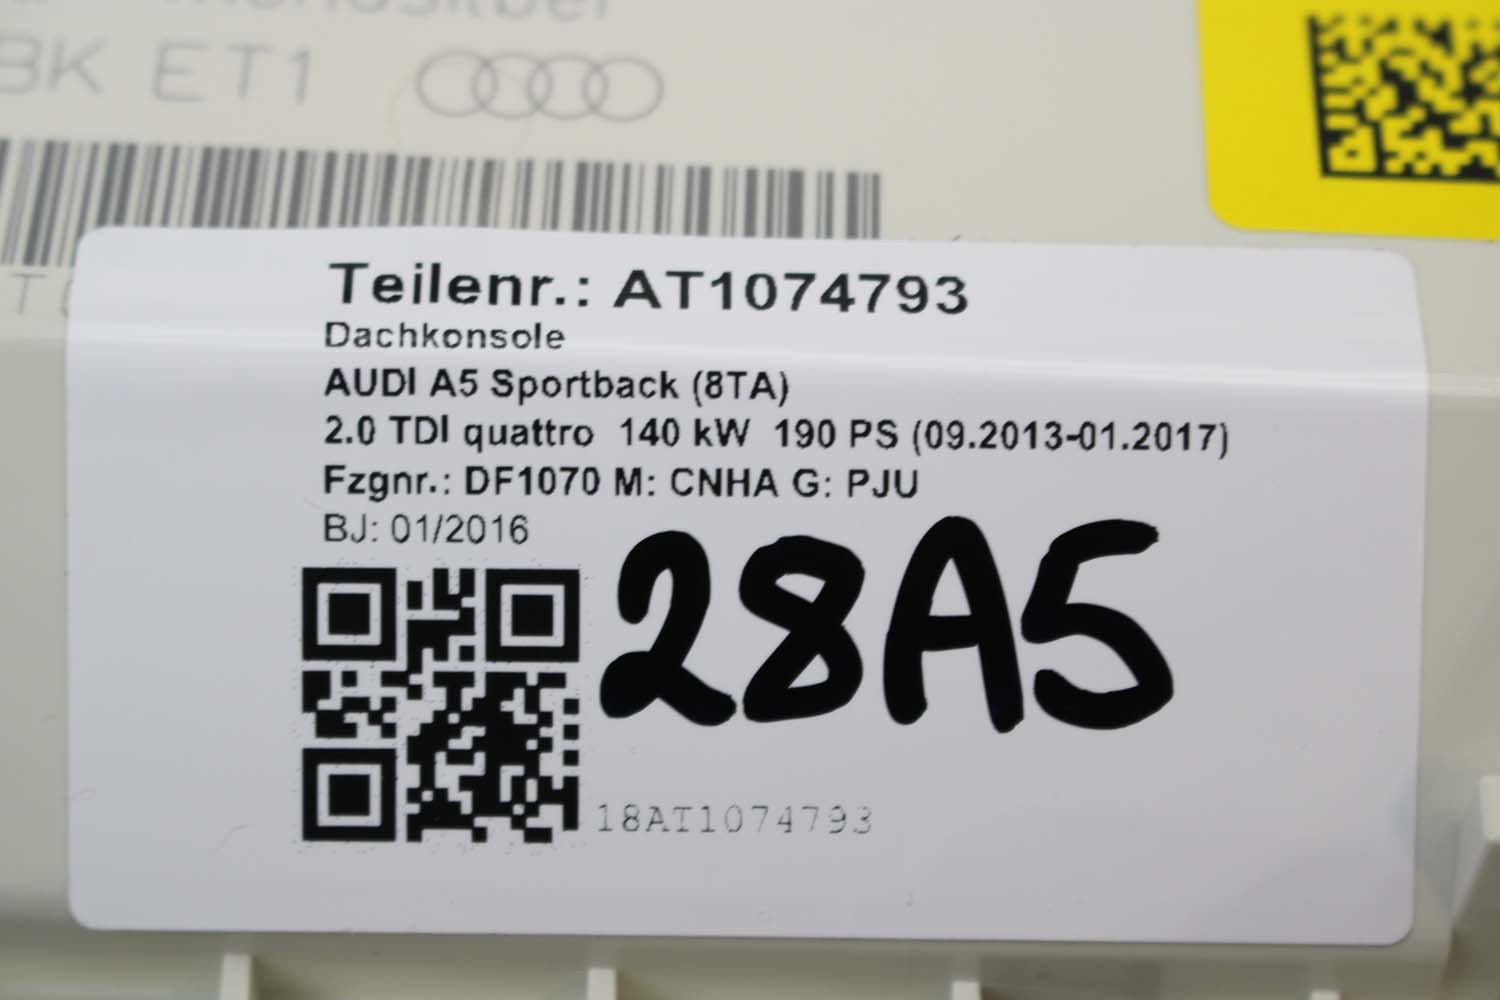 BK ET1
Teilenr.: AT1074793
Dachkonsole
AUDI A5 Sportback (8TA)
2.0 TDI quattro 140 kW 190 PS (09.2013-01.2017)
Fzgnr.: DF1070 M: CNHA G: PJU
BJ: 01/2016
28A5
18AT1074793